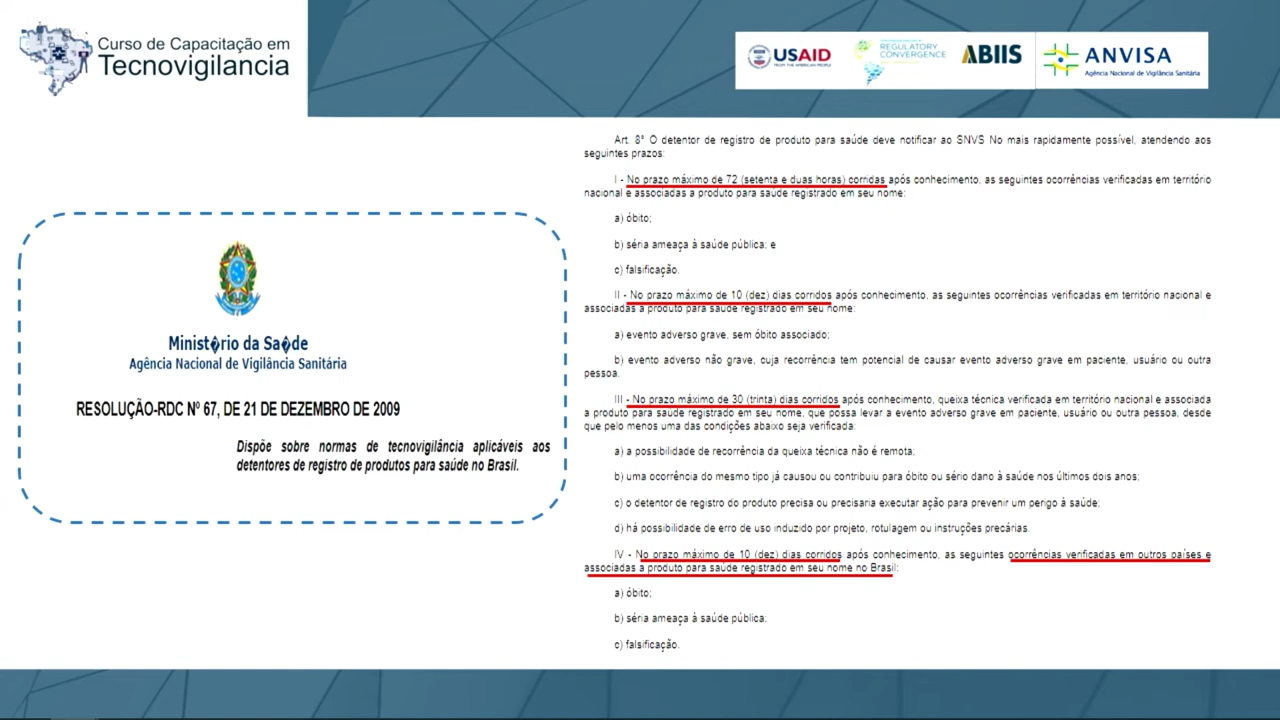 Curso de Capacitação em
Tecnovigilancia
USAID
FROM THE AMERICAN PEOPLE
REGULATORY
CONVERGENCE
ABIIS
ANVISA
Agência Nacional de Vigilância Sanitária
Minist�rio da Sa�de
Agência Nacional de Vigilância Sanitária
RESOLUÇÃO-RDC Nº 67, DE 21 DE DEZEMBRO DE 2009
Dispõe sobre normas de tecnovigilância aplicáveis aos
detentores de registro de produtos para saúde no Brasil.
Art. 8° O detentor de registro de produto para saúde deve notificar ao SNVS No mais rapidamente possível, atendendo aos
seguintes prazos:
I - No prazo máximo de 72 (setenta e duas horas) corridas após conhecimento, as seguintes ocorrências verificadas em território
nacional e associadas a produto para saúde registrado em seu nome:
a) óbito;
b) séria ameaça à saúde pública; e
c) falsificação.
II - No prazo máximo de 10 (dez) dias corridos após conhecimento, as seguintes ocorrências verificadas em território nacional e
associadas a produto para saúde registrado em seu nome:
a) evento adverso grave, sem óbito associado;
b) evento adverso não grave, cuja recorrência tem potencial de causar evento adverso grave em paciente, usuário ou outra
pessoa.
III - No prazo máximo de 30 (trinta) dias corridos após conhecimento, queixa técnica verificada em território nacional e associada
a produto para saúde registrado em seu nome, que possa levar a evento adverso grave em paciente, usuário ou outra pessoa, desde
que pelo menos uma das condições abaixo seja verificada:
a) a possibilidade de recorrência da queixa técnica não é remota;
b) uma ocorrência do mesmo tipo já causou ou contribuiu para óbito ou sério dano à saúde nos últimos dois anos;
c) o detentor de registro do produto precisa ou precisaria executar ação para prevenir um perigo à saúde;
d) há possibilidade de erro de uso induzido por projeto, rotulagem ou instruções precárias.
IV - No prazo máximo de 10 (dez) dias corridos após conhecimento, as seguintes ocorrências verificadas em outros países e
associadas a produto para saúde registrado em seu nome no Brasil:
a) óbito;
b) séria ameaça à saúde pública;
c) falsificação.